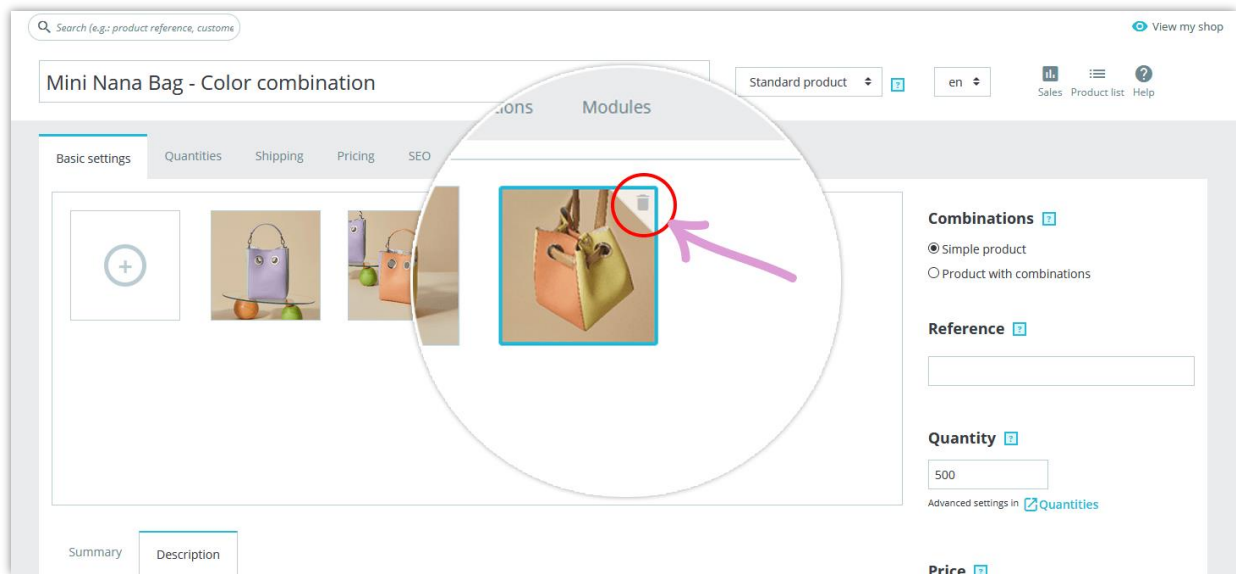 Search (e.g.: product reference, custome
View my shop
Mini Nana Bag - Color combination
Standard product
?
en
Sales
Product list
Help
Basic settings
Quantities
Shipping
Pricing
SEO
Modules
Combinations ?
Simple product
Product with combinations
Reference ?
Quantity ?
500
Advanced settings in Quantities
Summary
Description
Price ?